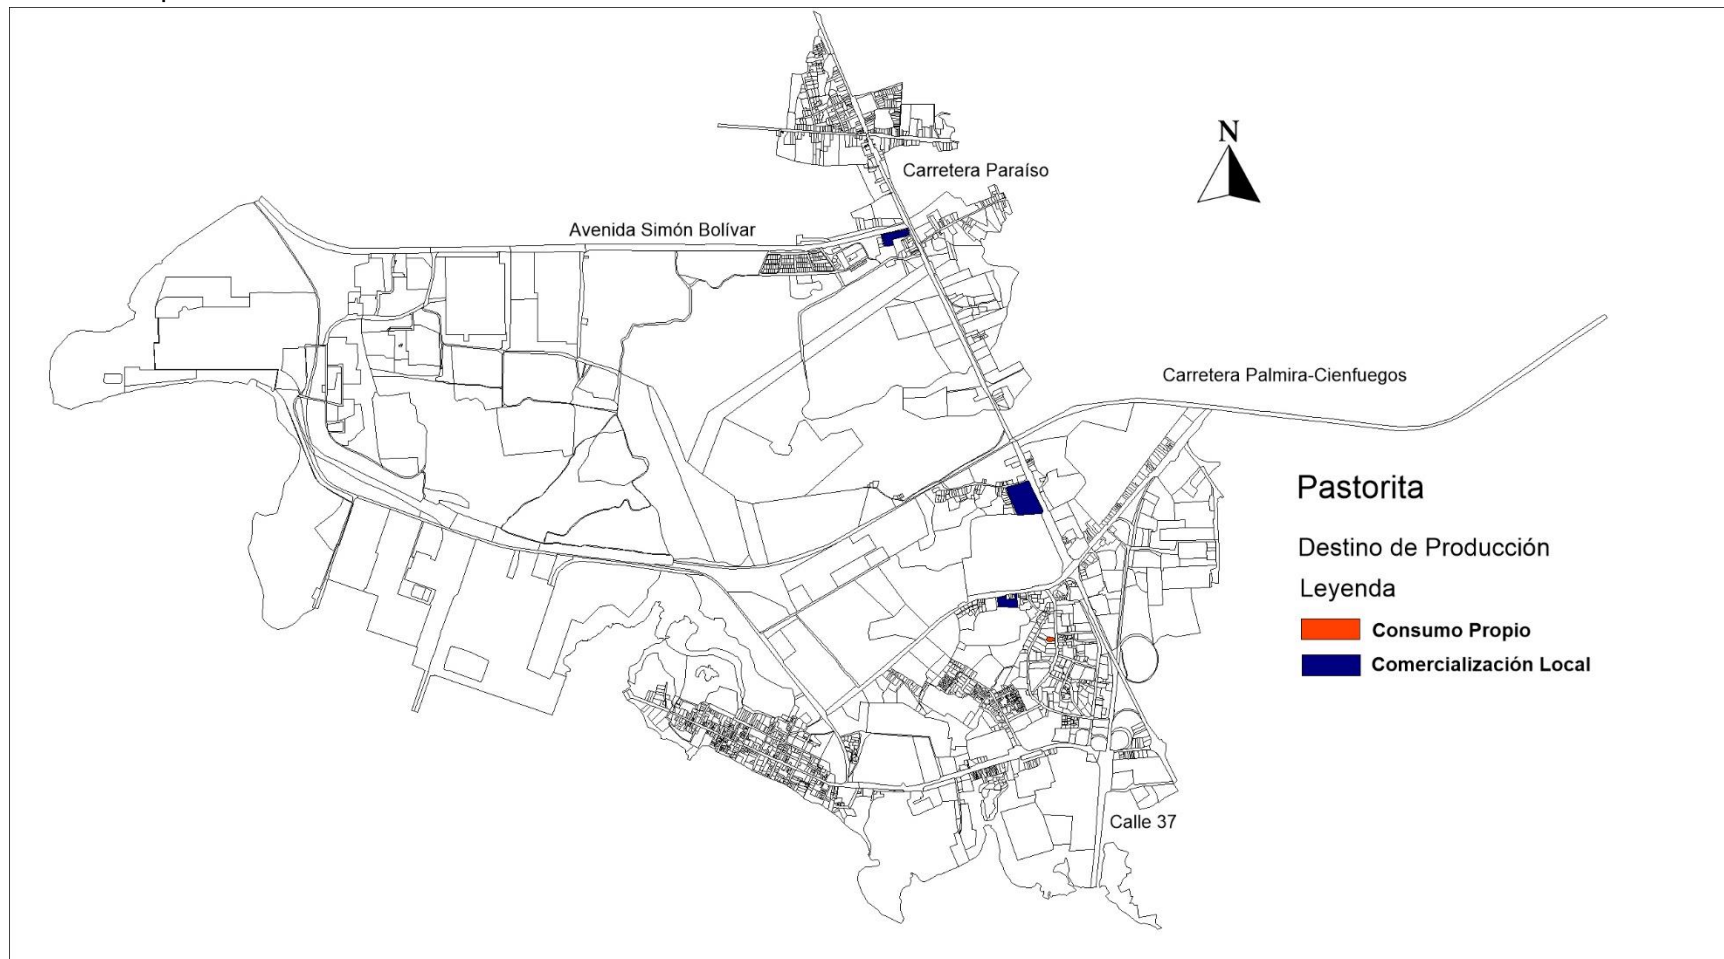 N
Carretera Paraíso
Avenida Simón Bolívar
Carretera Palmira-Cienfuegos
Pastorita
Destino de Producción
Leyenda
Consumo Propio
Comercialización Local
Calle 37